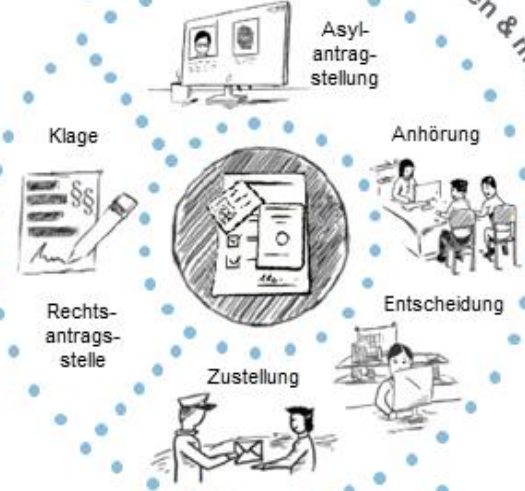 Asyl-
antrag-
stellung
Anhörung
Entscheidung
Zustellung
Rechts-
antrags-
stelle
Klage
§§